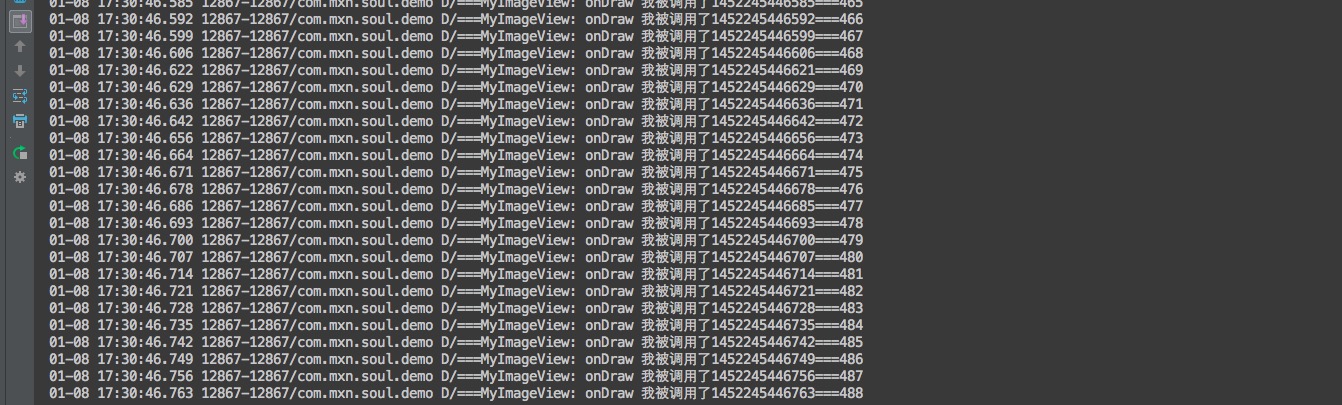 01-08 17:30:46.585 12867-12867/com.mxn.soul.demo D/===MyImageView: onDraw 我被调用了1452245446585===465
01-08 17:30:46.592 12867-12867/com.mxn.soul.demo D/===MyImageView: onDraw 我被调用了1452245446592===466
01-08 17:30:46.599 12867-12867/com.mxn.soul.demo D/===MyImageView: onDraw 我被调用了1452245446599===467
01-08 17:30:46.606 12867-12867/com.mxn.soul.demo D/===MyImageView: onDraw 我被调用了1452245446606===468
01-08 17:30:46.622 12867-12867/com.mxn.soul.demo D/===MyImageView: onDraw 我被调用了1452245446621===469
01-08 17:30:46.629 12867-12867/com.mxn.soul.demo D/===MyImageView: onDraw 我被调用了1452245446629===470
01-08 17:30:46.636 12867-12867/com.mxn.soul.demo D/===MyImageView: onDraw 我被调用了1452245446636===471
01-08 17:30:46.642 12867-12867/com.mxn.soul.demo D/===MyImageView: onDraw 我被调用了1452245446642===472
01-08 17:30:46.656 12867-12867/com.mxn.soul.demo D/===MyImageView: onDraw 我被调用了1452245446656===473
01-08 17:30:46.664 12867-12867/com.mxn.soul.demo D/===MyImageView: onDraw 我被调用了1452245446664===474
01-08 17:30:46.671 12867-12867/com.mxn.soul.demo D/===MyImageView: onDraw 我被调用了1452245446671===475
01-08 17:30:46.678 12867-12867/com.mxn.soul.demo D/===MyImageView: onDraw 我被调用了1452245446678===476
01-08 17:30:46.686 12867-12867/com.mxn.soul.demo D/===MyImageView: onDraw 我被调用了1452245446685===477
01-08 17:30:46.693 12867-12867/com.mxn.soul.demo D/===MyImageView: onDraw 我被调用了1452245446693===478
01-08 17:30:46.700 12867-12867/com.mxn.soul.demo D/===MyImageView: onDraw 我被调用了1452245446700===479
01-08 17:30:46.707 12867-12867/com.mxn.soul.demo D/===MyImageView: onDraw 我被调用了1452245446707===480
01-08 17:30:46.714 12867-12867/com.mxn.soul.demo D/===MyImageView: onDraw 我被调用了1452245446714===481
01-08 17:30:46.721 12867-12867/com.mxn.soul.demo D/===MyImageView: onDraw 我被调用了1452245446721===482
01-08 17:30:46.728 12867-12867/com.mxn.soul.demo D/===MyImageView: onDraw 我被调用了1452245446728===483
01-08 17:30:46.735 12867-12867/com.mxn.soul.demo D/===MyImageView: onDraw 我被调用了1452245446735===484
01-08 17:30:46.742 12867-12867/com.mxn.soul.demo D/===MyImageView: onDraw 我被调用了1452245446742===485
01-08 17:30:46.749 12867-12867/com.mxn.soul.demo D/===MyImageView: onDraw 我被调用了1452245446749===486
01-08 17:30:46.756 12867-12867/com.mxn.soul.demo D/===MyImageView: onDraw 我被调用了1452245446756===487
01-08 17:30:46.763 12867-12867/com.mxn.soul.demo D/===MyImageView: onDraw 我被调用了1452245446763===488